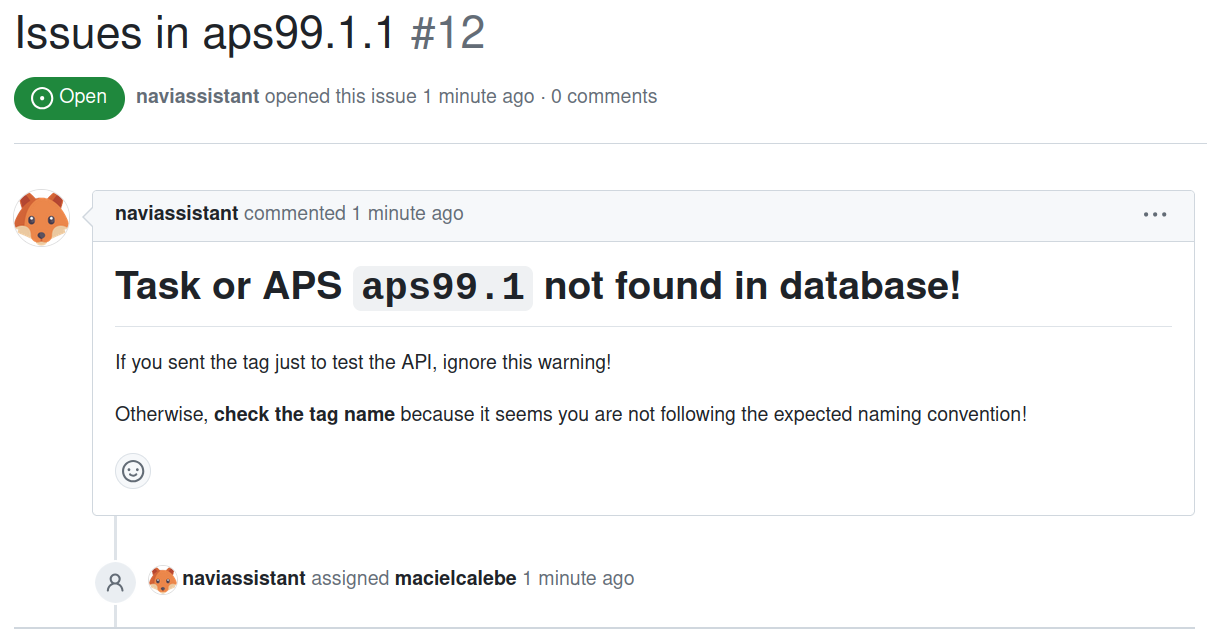 Issues in aps99.1.1 #12
Open naviassistant opened this issue 1 minute ago · 0 comments
naviassistant commented 1 minute ago
Task or APS aps99.1 not found in database!
If you sent the tag just to test the API, ignore this warning!
Otherwise, check the tag name because it seems you are not following the expected naming convention!
naviassistant assigned macielcalebe 1 minute ago